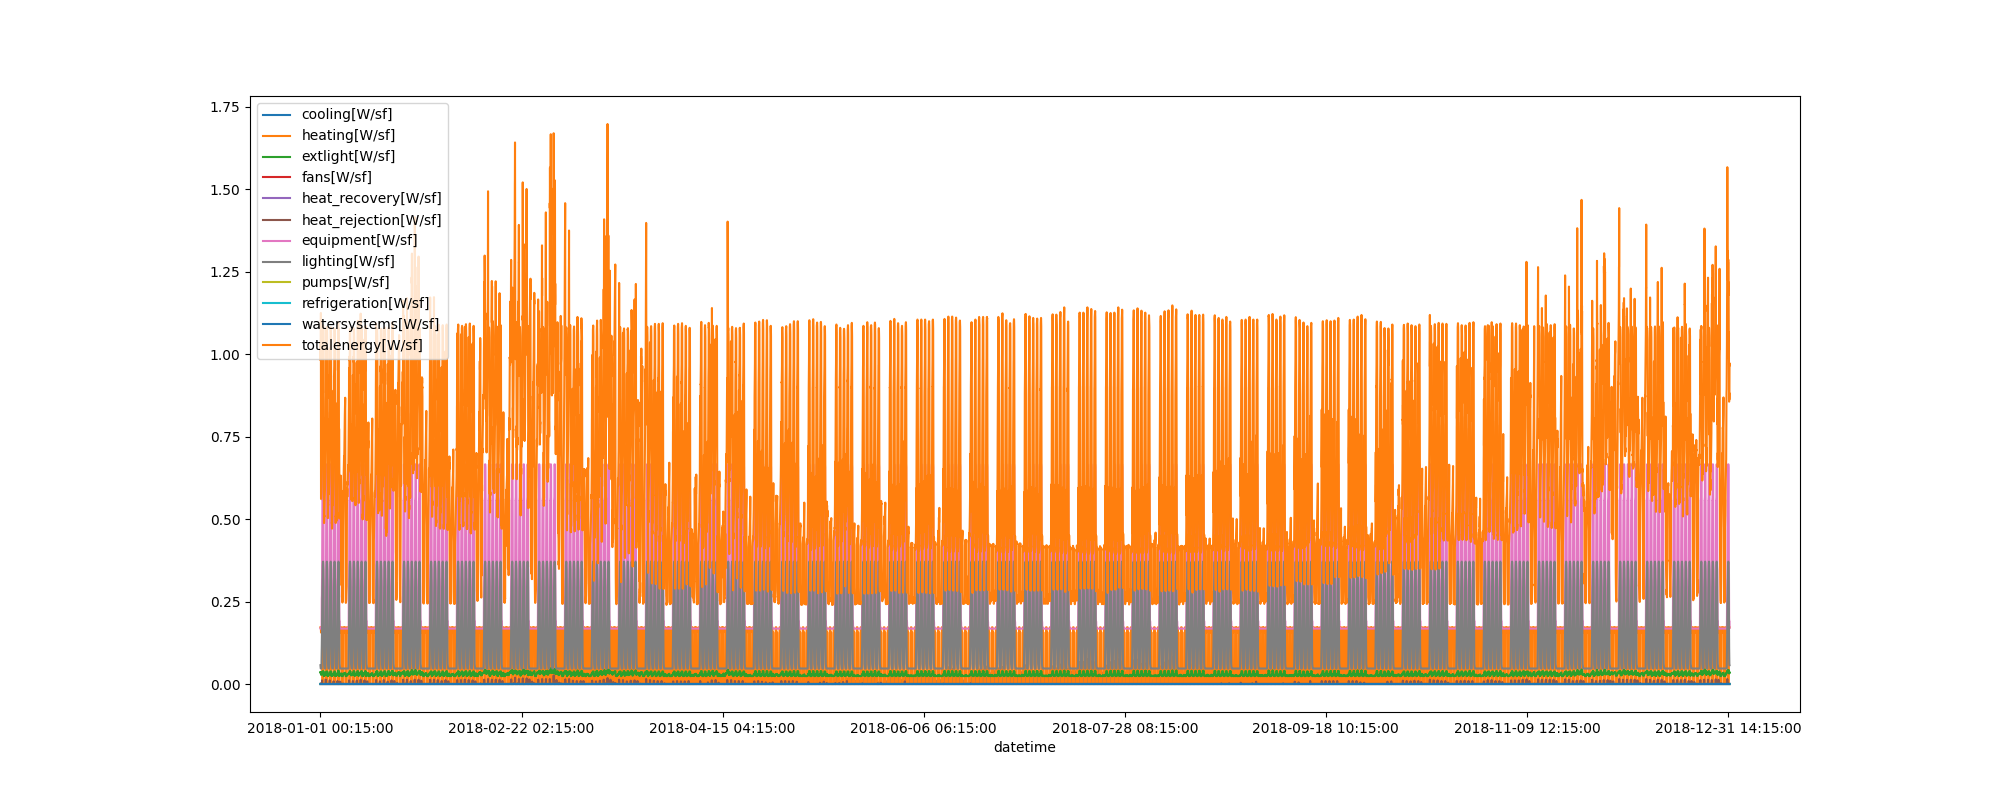 1.75
1.50
1.25
1.00
0.75
0.50
0.25
0.00
cooling[W/sf]
heating[W/sf]
extlight[W/sf]
fans[W/sf]
heat_recovery[W/sf]
heat_rejection[W/sf]
equipment[W/sf]
lighting[W/sf]
pumps[W/sf]
refrigeration[W/sf]
watersystems[W/sf]
totalenergy[W/sf]
2018-01-01 00:15:00
2018-02-22 02:15:00
2018-04-15 04:15:00
2018-06-06 06:15:00
2018-07-28 08:15:00
2018-09-18 10:15:00
2018-11-09 12:15:00
2018-12-31 14:15:00
datetime